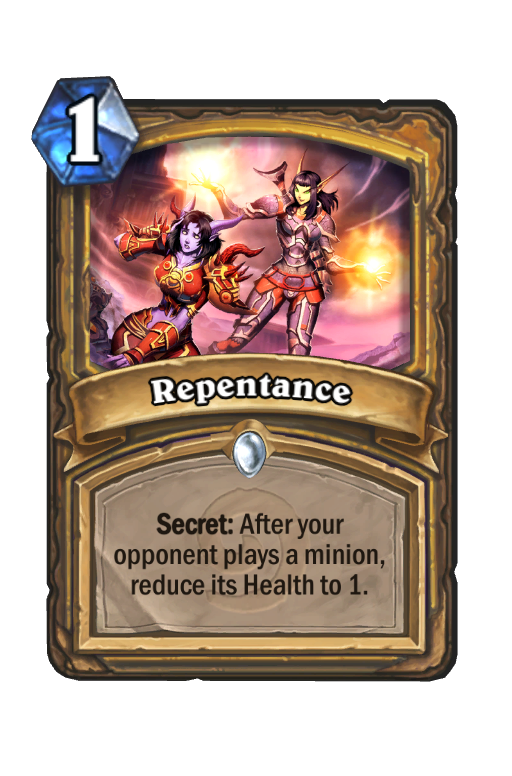 1
Repentance
Secret: After your
opponent plays a minion,
reduce its Health to 1.